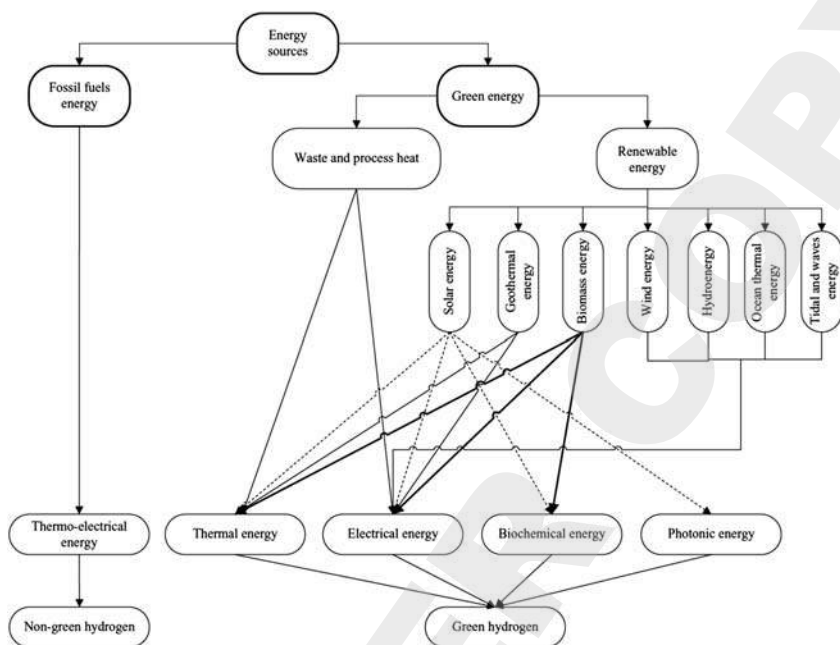 Energy
sources
Fossil fuels
energy
Green energy
Waste and process heat
Renewable
energy
Solar energy
Geothermal energy
Biomass energy
Wind energy
Hydroenergy
Ocean thermal
energy
Tidal and waves
energy
Thermo-electrical
energy
Thermal energy
Electrical energy
Biochemical energy
Photonic energy
Non-green hydrogen
Green hydrogen